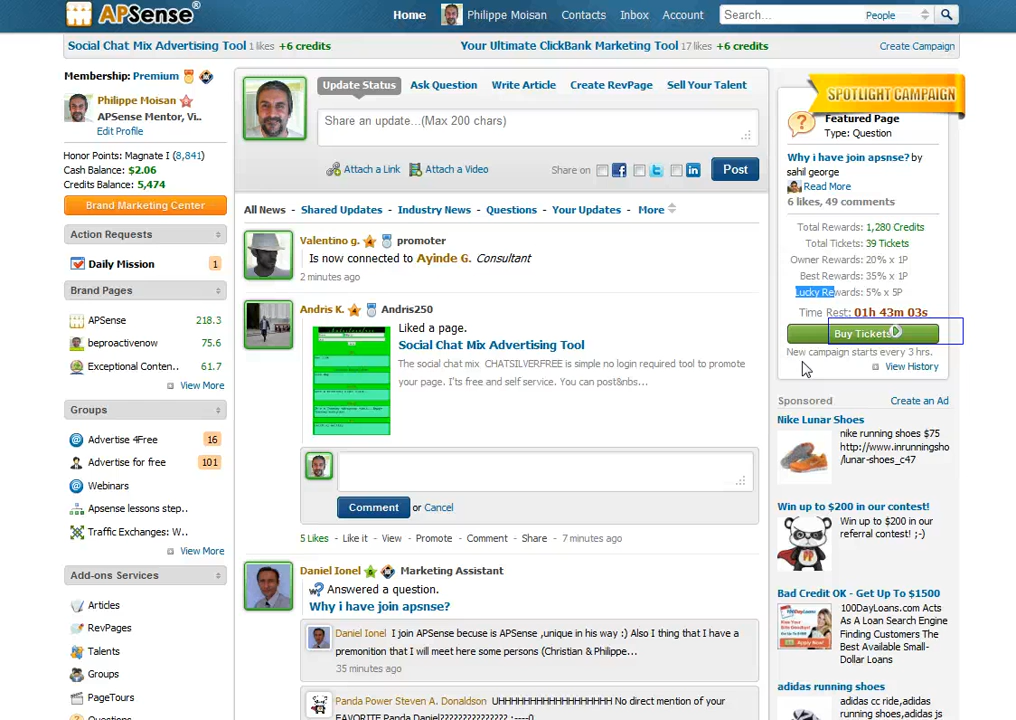 APSense®
Home
Philippe Moisan
Contacts
Inbox
Account
Search...
People
Social Chat Mix Advertising Tool 1 likes +6 credits
Your Ultimate ClickBank Marketing Tool 17 likes +6 credits
Create Campaign
Membership: Premium
Philippe Moisan
APSense Mentor, Vi..
Edit Profile
Honor Points: Magnate I (8,841)
Cash Balance: $2.06
Credits Balance: 5,474
Brand Marketing Center
Action Requests
Daily Mission 1
Brand Pages
APSense 218.3
beproactivenow 75.6
Exceptional Conten.. 61.7
View More
Groups
Advertise 4Free 16
Advertise for free 101
Webinars
Apsense lessons step..
Traffic Exchanges: W..
View More
Add-ons Services
Articles
RevPages
Talents
Groups
PageTours
Questions
Update Status
Ask Question
Write Article
Create RevPage
Sell Your Talent
Share an update...(Max 200 chars)
Attach a Link
Attach a Video
Share on
Post
All News - Shared Updates - Industry News - Questions - Your Updates - More
Valentino g. promoter
Is now connected to Ayinde G. Consultant
2 minutes ago
Andris K. Andris250
Liked a page.
Social Chat Mix Advertising Tool
The social chat mix CHATSILVERFREE is simple no login required tool to promote
your page. I'ts free and self service. You can post&nbs...
Comment or Cancel
5 Likes - Like it - View - Promote - Comment - Share - 7 minutes ago
Daniel Ionel Marketing Assistant
Answered a question.
Why i have join apsnse?
Daniel Ionel I join APSense becuse is APSense ,unique in his way :) Also I thing that I have a
premonition that I will meet here some persons (Christian & Philippe...
35 minutes ago
Panda Power Steven A. Donaldson
No direct mention of your
FAVORITE Panda Daniel
SPOTLIGHT CAMPAIGN
Featured Page
Type: Question
Why i have join apsnse? by
sahil george
Read More
6 likes, 49 comments
Total Rewards: 1,280 Credits
Total Tickets: 39 Tickets
Owner Rewards: 20% x 1P
Best Rewards: 35% x 1P
Lucky Rewards: 5% x 5P
Time Rest: 01h 43m 03s
Buy Tickets
New campaign starts every 3 hrs.
View History
Sponsored
Create an Ad
Nike Lunar Shoes
nike running shoes $75
http://www.inrunningsho
/lunar-shoes_c47
Win up to $200 in our contest!
Win up to $200 in our
referral contest! ;-)
Bad Credit OK - Get Up To $1500
100DayLoans.com Acts
As A Loan Search Engine
Finding Customers The
Best Available Small-
Dollar Loans
adidas running shoes
adidas cc ride,adidas
running shoes,adidas js